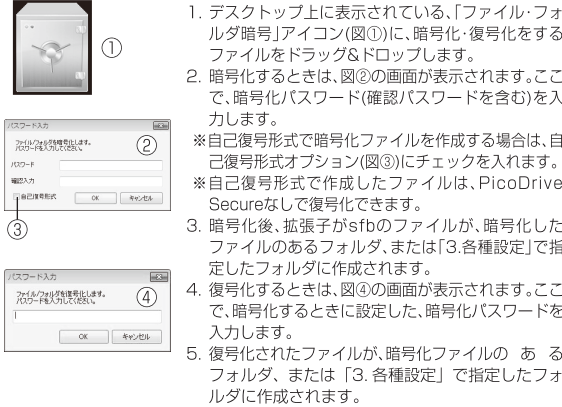 ①
パスワード入力
ファイル/フォルダを暗号化します。
パスワードを入力してください。
②
パスワード
確認入力
自己復号形式
OK
キャンセル
③
パスワード入力
ファイル/フォルダを復号化します。
パスワードを入力してください。
④
OK
キャンセル
1. デスクトップ上に表示されている、「ファイル・フォ
ルダ暗号」アイコン(図①)に、暗号化・復号化をする
ファイルをドラッグ&ドロップします。
2. 暗号化するときは、図②の画面が表示されます。ここ
で、暗号化パスワード(確認パスワードを含む)を入
力します。
※自己復号形式で暗号化ファイルを作成する場合は、自
己復号形式オプション(図③)にチェックを入れます。
※自己復号形式で作成したファイルは、PicoDrive
Secureなしで復号化できます。
3. 暗号化後、拡張子がsfbのファイルが、暗号化した
ファイルのあるフォルダ、または「3.各種設定」で指
定したフォルダに作成されます。
4. 復号化するときは、図④の画面が表示されます。ここ
で、暗号化するときに設定した、暗号化パスワードを
入力します。
5. 復号化されたファイルが、暗号化ファイルの あ る
フォルダ、または「3. 各種設定」で指定したフォ
ルダに作成されます。